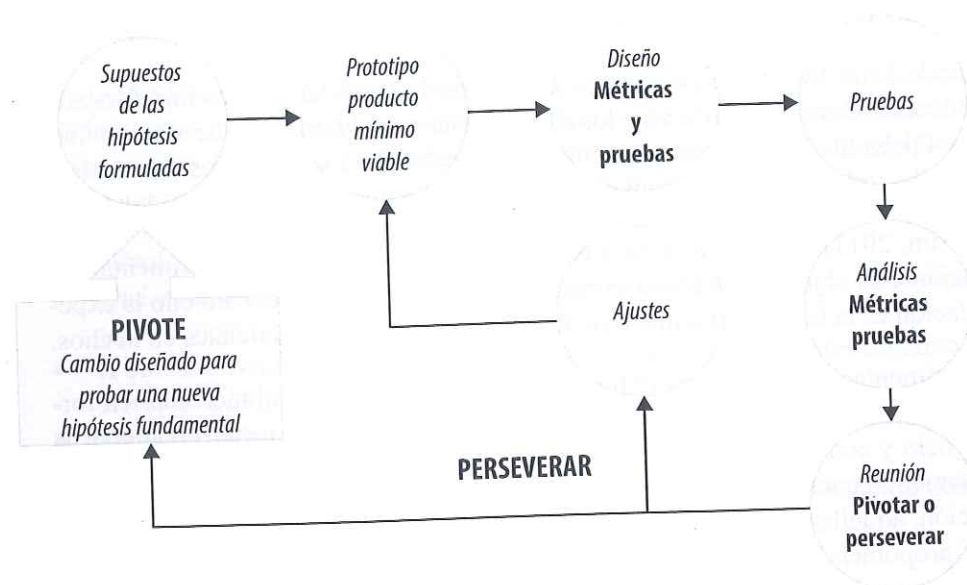 Supuestos
de las
hipótesis
formuladas
Prototipo
producto
mínimo
viable
Diseño
Métricas
y
pruebas
Pruebas
Análisis
Métricas
pruebas
Reunión
Pivotar o
perseverar
Ajustes
PERSEVERAR
PIVOTE
Cambio diseñado para
probar una nueva
hipótesis fundamental